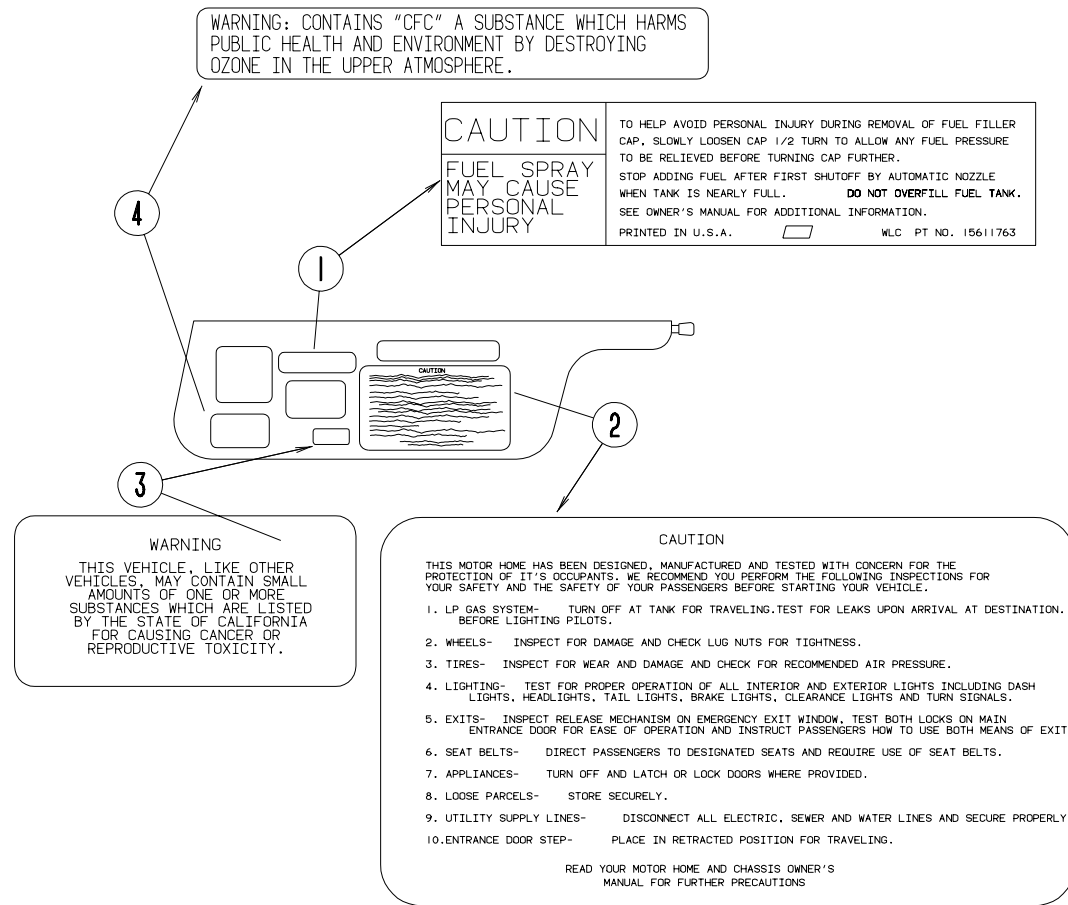 WARNING: CONTAINS "CFC" A SUBSTANCE WHICH HARMS
PUBLIC HEALTH AND ENVIRONMENT BY DESTROYING
OZONE IN THE UPPER ATMOSPHERE.
CAUTION
FUEL SPRAY
MAY CAUSE
PERSONAL
INJURY
TO HELP AVOID PERSONAL INJURY DURING REMOVAL OF FUEL FILLER
CAP, SLOWLY LOOSEN CAP 1/2 TURN TO ALLOW ANY FUEL PRESSURE
TO BE RELIEVED BEFORE TURNING CAP FURTHER.
STOP ADDING FUEL AFTER FIRST SHUTOFF BY AUTOMATIC NOZZLE
WHEN TANK IS NEARLY FULL. DO NOT OVERFILL FUEL TANK.
SEE OWNER'S MANUAL FOR ADDITIONAL INFORMATION.
PRINTED IN U.S.A. WLC PT NO. 15611763
4
1
CAUTION
2
3
WARNING
THIS VEHICLE, LIKE OTHER
VEHICLES, MAY CONTAIN SMALL
AMOUNTS OF ONE OR MORE
SUBSTANCES WHICH ARE LISTED
BY THE STATE OF CALIFORNIA
FOR CAUSING CANCER OR
REPRODUCTIVE TOXICITY.
CAUTION
THIS MOTOR HOME HAS BEEN DESIGNED, MANUFACTURED AND TESTED WITH CONCERN FOR THE
PROTECTION OF IT'S OCCUPANTS. WE RECOMMEND YOU PERFORM THE FOLLOWING INSPECTIONS FOR
YOUR SAFETY AND THE SAFETY OF YOUR PASSENGERS BEFORE STARTING YOUR VEHICLE.
1. LP GAS SYSTEM- TURN OFF AT TANK FOR TRAVELING.TEST FOR LEAKS UPON ARRIVAL AT DESTINATION.
BEFORE LIGHTING PILOTS.
2. WHEELS- INSPECT FOR DAMAGE AND CHECK LUG NUTS FOR TIGHTNESS.
3. TIRES- INSPECT FOR WEAR AND DAMAGE AND CHECK FOR RECOMMENDED AIR PRESSURE.
4. LIGHTING- TEST FOR PROPER OPERATION OF ALL INTERIOR AND EXTERIOR LIGHTS INCLUDING DASH
LIGHTS, HEADLIGHTS, TAIL LIGHTS, BRAKE LIGHTS, CLEARANCE LIGHTS AND TURN SIGNALS.
5. EXITS- INSPECT RELEASE MECHANISM ON EMERGENCY EXIT WINDOW, TEST BOTH LOCKS ON MAIN
ENTRANCE DOOR FOR EASE OF OPERATION AND INSTRUCT PASSENGERS HOW TO USE BOTH MEANS OF EXIT
6. SEAT BELTS- DIRECT PASSENGERS TO DESIGNATED SEATS AND REQUIRE USE OF SEAT BELTS.
7. APPLIANCES- TURN OFF AND LATCH OR LOCK DOORS WHERE PROVIDED.
8. LOOSE PARCELS- STORE SECURELY.
9. UTILITY SUPPLY LINES- DISCONNECT ALL ELECTRIC, SEWER AND WATER LINES AND SECURE PROPERLY
10.ENTRANCE DOOR STEP- PLACE IN RETRACTED POSITION FOR TRAVELING.
READ YOUR MOTOR HOME AND CHASSIS OWNER'S
MANUAL FOR FURTHER PRECAUTIONS